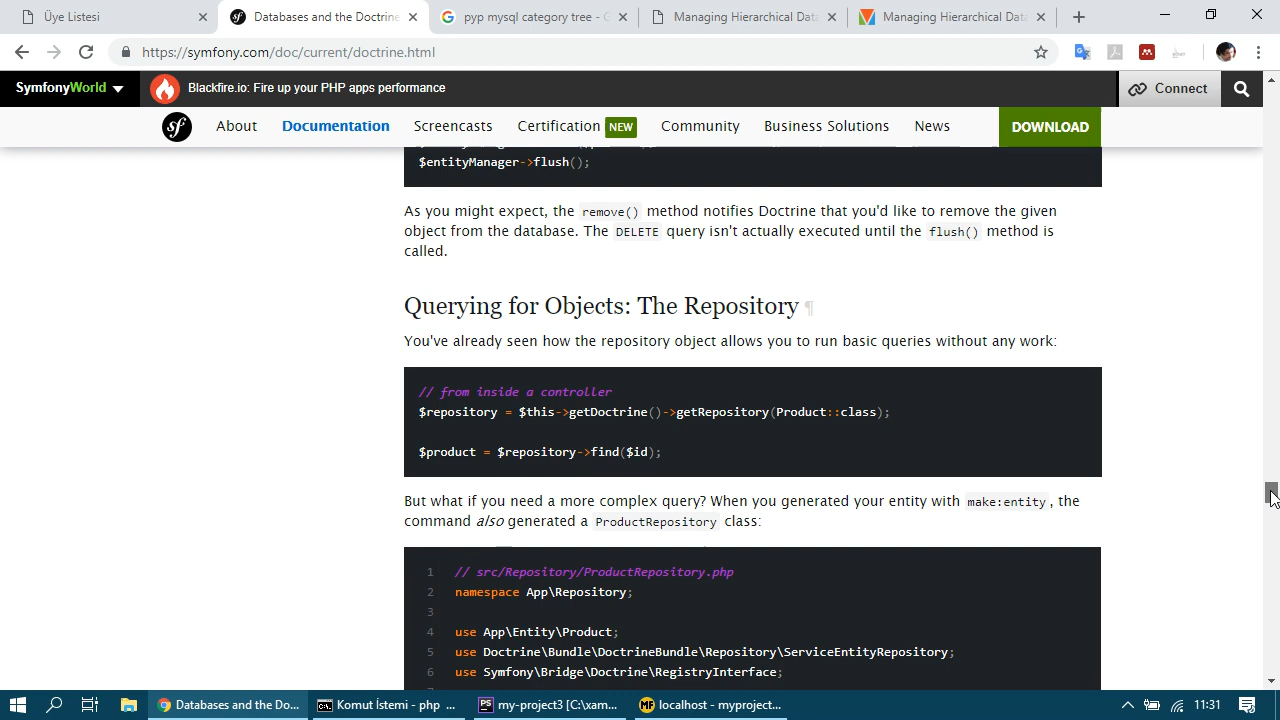 Üye Listesi
Databases and the Doctrine
pyp mysql category tree - G
Managing Hierarchical Dat
Managing Hierarchical Dat
https://symfony.com/doc/current/doctrine.html
SymfonyWorld
Blackfire.io: Fire up your PHP apps performance
Connect
sf
About
Documentation
Screencasts
Certification NEW
Community
Business Solutions
News
DOWNLOAD
$entityManager->flush();
As you might expect, the remove() method notifies Doctrine that you'd like to remove the given
object from the database. The DELETE query isn't actually executed until the flush() method is
called.
Querying for Objects: The Repository ¶
You've already seen how the repository object allows you to run basic queries without any work:
// from inside a controller
$repository = $this->getDoctrine()->getRepository(Product::class);
$product = $repository->find($id);
But what if you need a more complex query? When you generated your entity with make:entity, the
command also generated a ProductRepository class:
1 // src/Repository/ProductRepository.php
2 namespace App\Repository;
3
4 use App\Entity\Product;
5 use Doctrine\Bundle\DoctrineBundle\Repository\ServiceEntityRepository;
6 use Symfony\Bridge\Doctrine\RegistryInterface;
Databases and the Do...
Komut İstemi - php ...
my-project3 [C:\xam...
localhost - myproject...
11:31